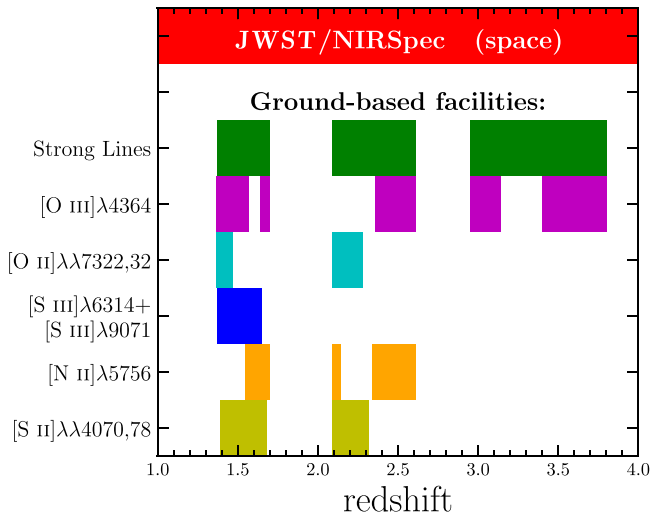 JWST/NIRSpec (space)
Ground-based facilities:
Strong Lines
[O III]λ4364
[O II]λλ7322,32
[S III]λ6314+
[S III]λ9071
[N II]λ5756
[S II]λλ4070,78
1.0 1.5 2.0 2.5 3.0 3.5 4.0
redshift